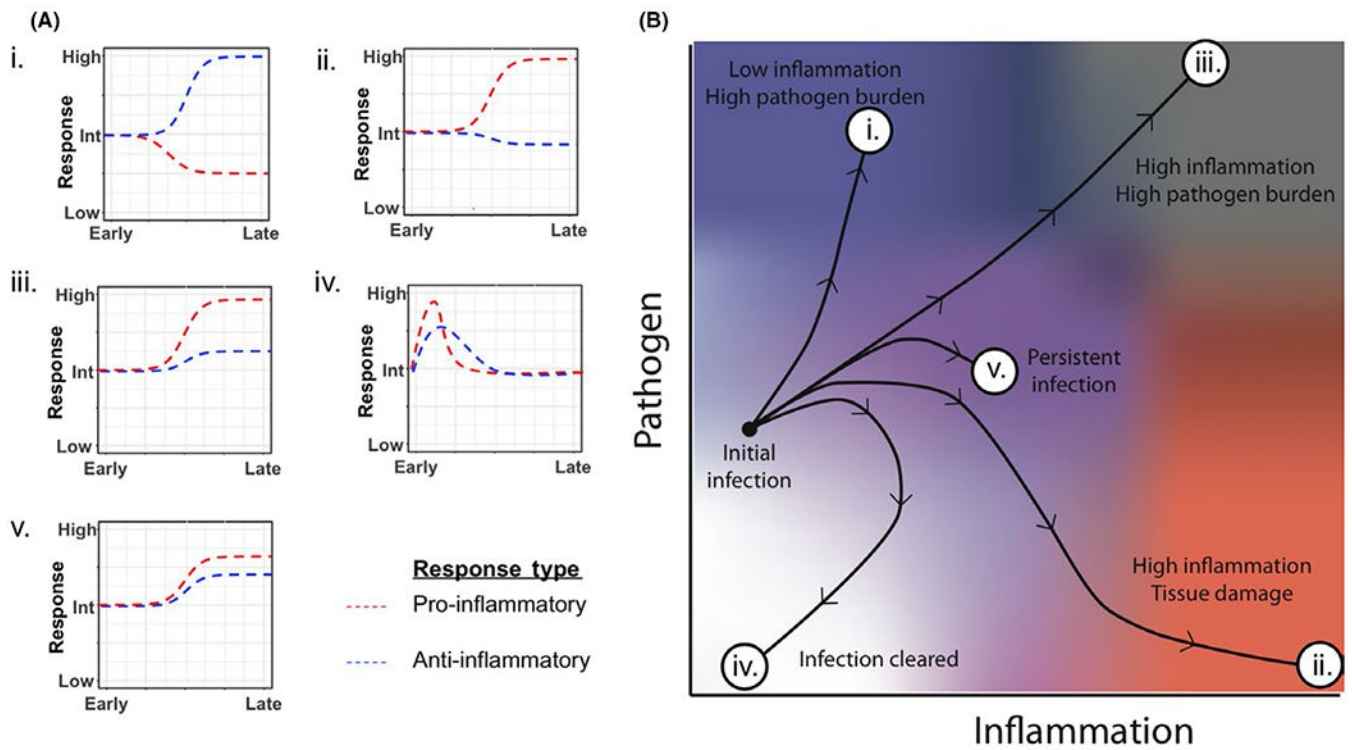 (A)
i.
High
Int
Low
Response
Early
Late
ii.
High
Int
Low
Response
Early
Late
iii.
High
Int
Low
Response
Early
Late
iv.
High
Int
Low
Response
Early
Late
v.
High
Int
Low
Response
Early
Late
Response type
Pro-inflammatory
Anti-inflammatory
(B)
Pathogen
Low inflammation
High pathogen burden
i.
iii.
High inflammation
High pathogen burden
v.
Persistent
infection
Initial
infection
High inflammation
Tissue damage
iv.
Infection cleared
ii.
Inflammation